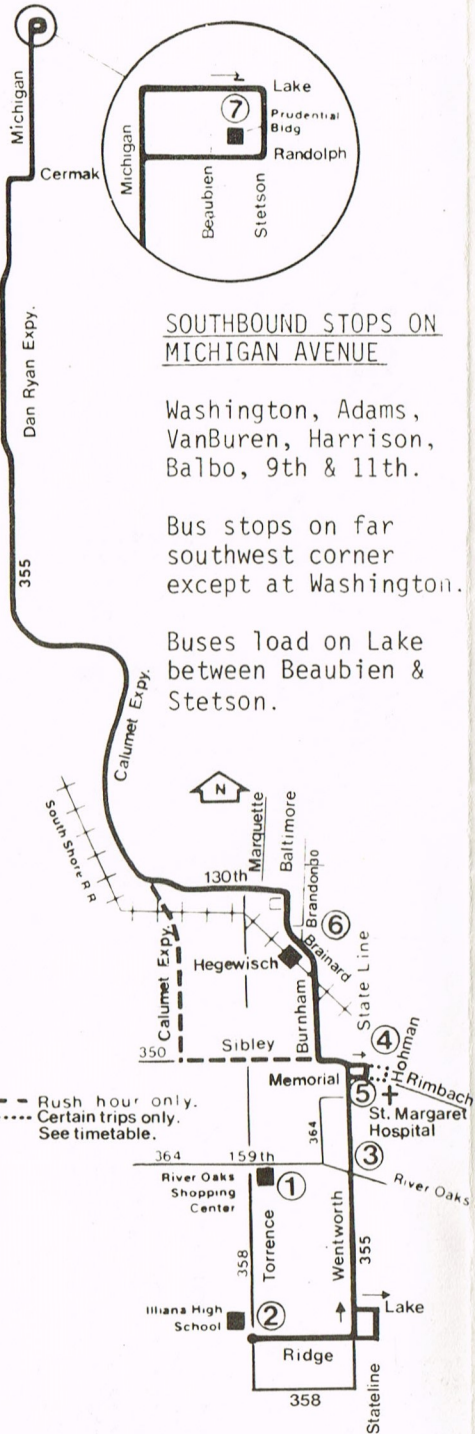 Michigan
Cermak
Lake
⑦
Prudential
Bldg
Randolph
Michigan
Beaubien
Stetson
Dan Ryan Expy.
355
SOUTHBOUND STOPS ON
MICHIGAN AVENUE
Washington, Adams,
VanBuren, Harrison,
Balbo, 9th & 11th.
Bus stops on far
southwest corner
except at Washington.
Buses load on Lake
between Beaubien &
Stetson.
Calumet Expy.
N
South Shore R R
130th
Marquette
Baltimore
Brandon
⑥
Brainard
Hegewisch
Calumet Expy.
Burnham
State Line
Sibley
350
④
Hohman
Rimbach
Memorial
⑤
St. Margaret
Hospital
Rush hour only.
Certain trips only.
See timetable.
364
364
159th
③
River Oaks
River Oaks
Shopping
Center
①
358
Torrence
Wentworth
355
Illiana High
School
②
Lake
Ridge
358
Stateline